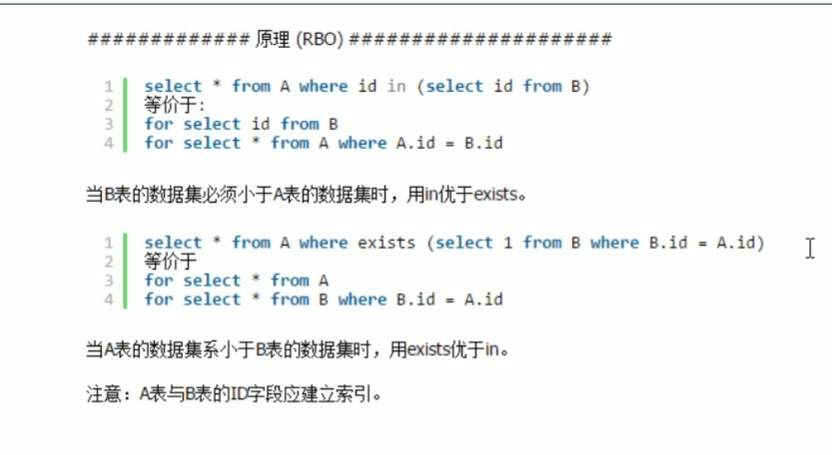 ############# 原理 (RBO) #####################
1 select * from A where id in (select id from B)
2 等价于:
3 for select id from B
4 for select * from A where A.id = B.id
当B表的数据集必须小于A表的数据集时，用in优于exists。
1 select * from A where exists (select 1 from B where B.id = A.id)
2 等价于
3 for select * from A
4 for select * from B where B.id = A.id
当A表的数据集系小于B表的数据集时，用exists优于in。
注意：A表与B表的ID字段应建立索引。